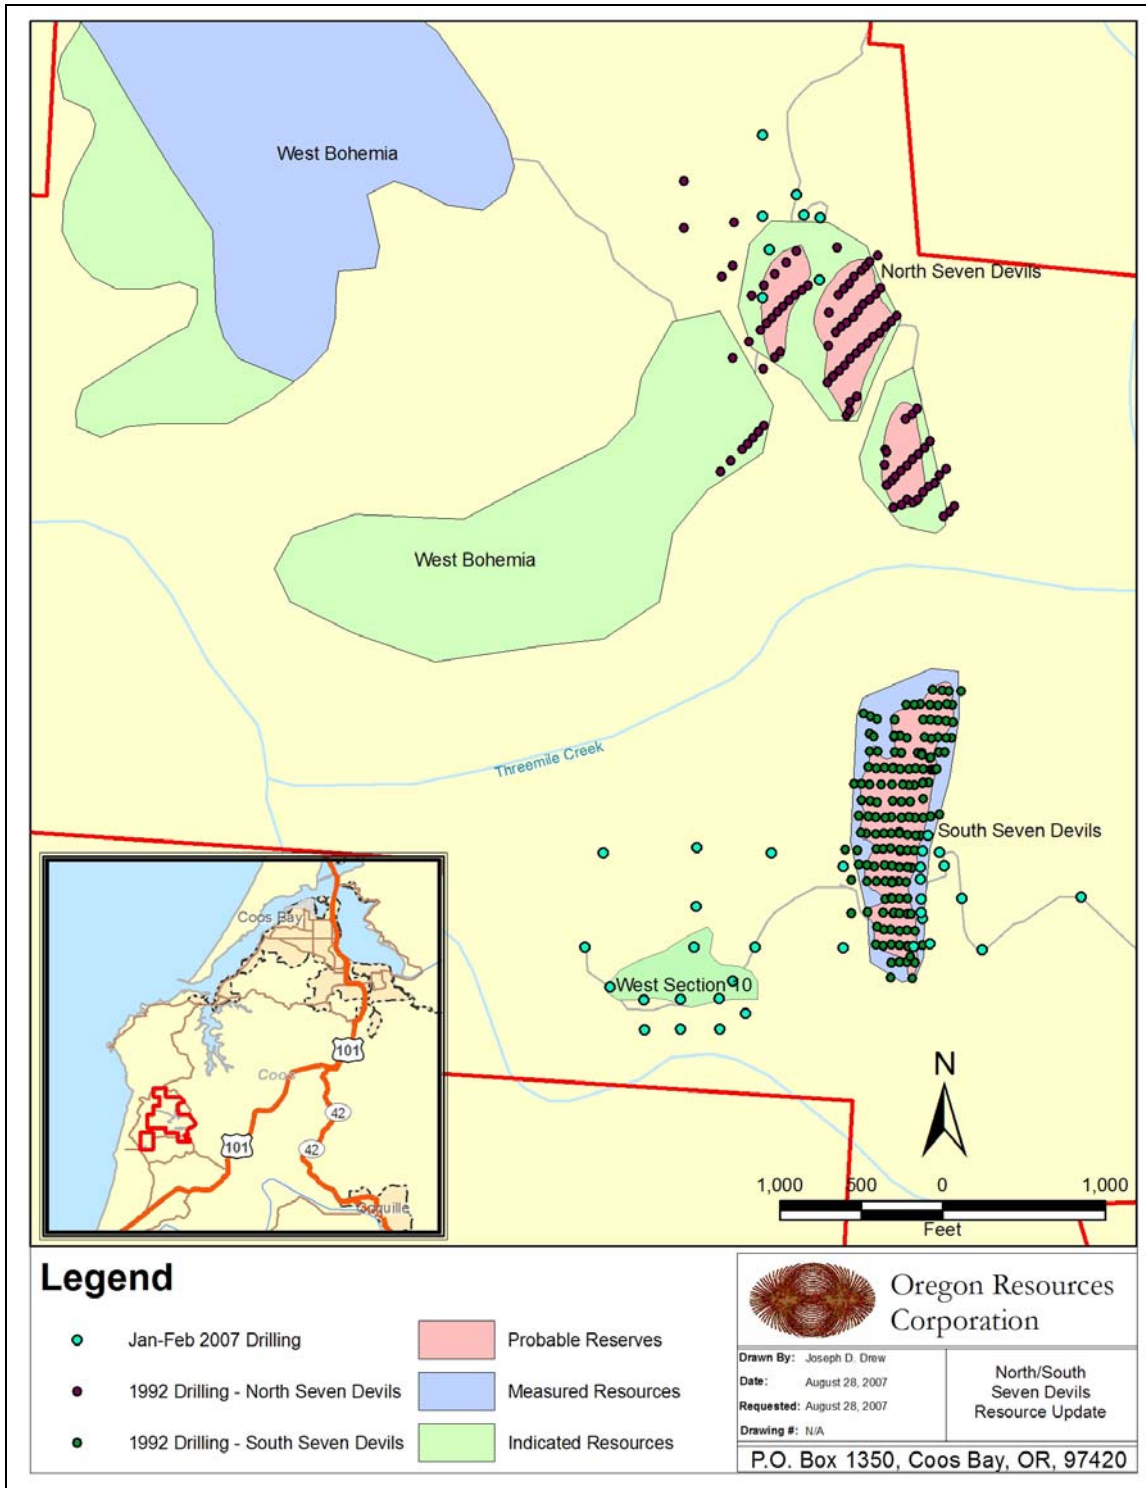 West Bohemia
North Seven Devils
West Bohemia
Threemile Creek
South Seven Devils
West Section 10
Coos Bay
101
Coos
42
101
42
Coquille
N
1,000 500 0 1,000
Feet
Legend
Jan-Feb 2007 Drilling
1992 Drilling - North Seven Devils
1992 Drilling - South Seven Devils
Probable Reserves
Measured Resources
Indicated Resources
Oregon Resources
Corporation
Drawn By: Joseph D. Drew
Date: August 28, 2007
Requested: August 28, 2007
Drawing #: N/A
North/South
Seven Devils
Resource Update
P.O. Box 1350, Coos Bay, OR, 97420